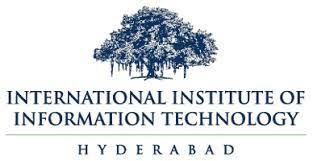 INTERNATIONAL INSTITUTE OF
INFORMATION TECHNOLOGY
HYDERABAD